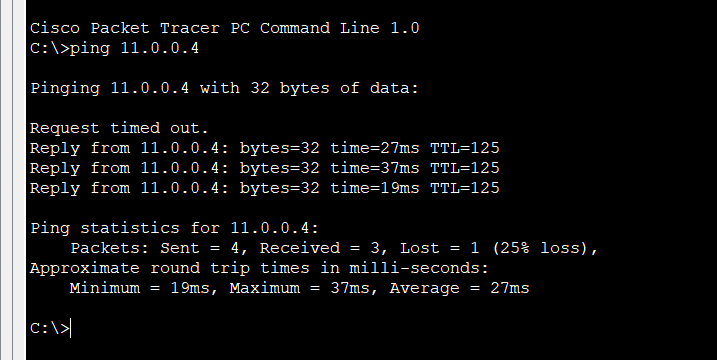 Cisco Packet Tracer PC Command Line 1.0
C:\>ping 11.0.0.4
Pinging 11.0.0.4 with 32 bytes of data:
Request timed out.
Reply from 11.0.0.4: bytes=32 time=27ms TTL=125
Reply from 11.0.0.4: bytes=32 time=37ms TTL=125
Reply from 11.0.0.4: bytes=32 time=19ms TTL=125
Ping statistics for 11.0.0.4:
    Packets: Sent = 4, Received = 3, Lost = 1 (25% loss),
Approximate round trip times in milli-seconds:
    Minimum = 19ms, Maximum = 37ms, Average = 27ms
C:\>